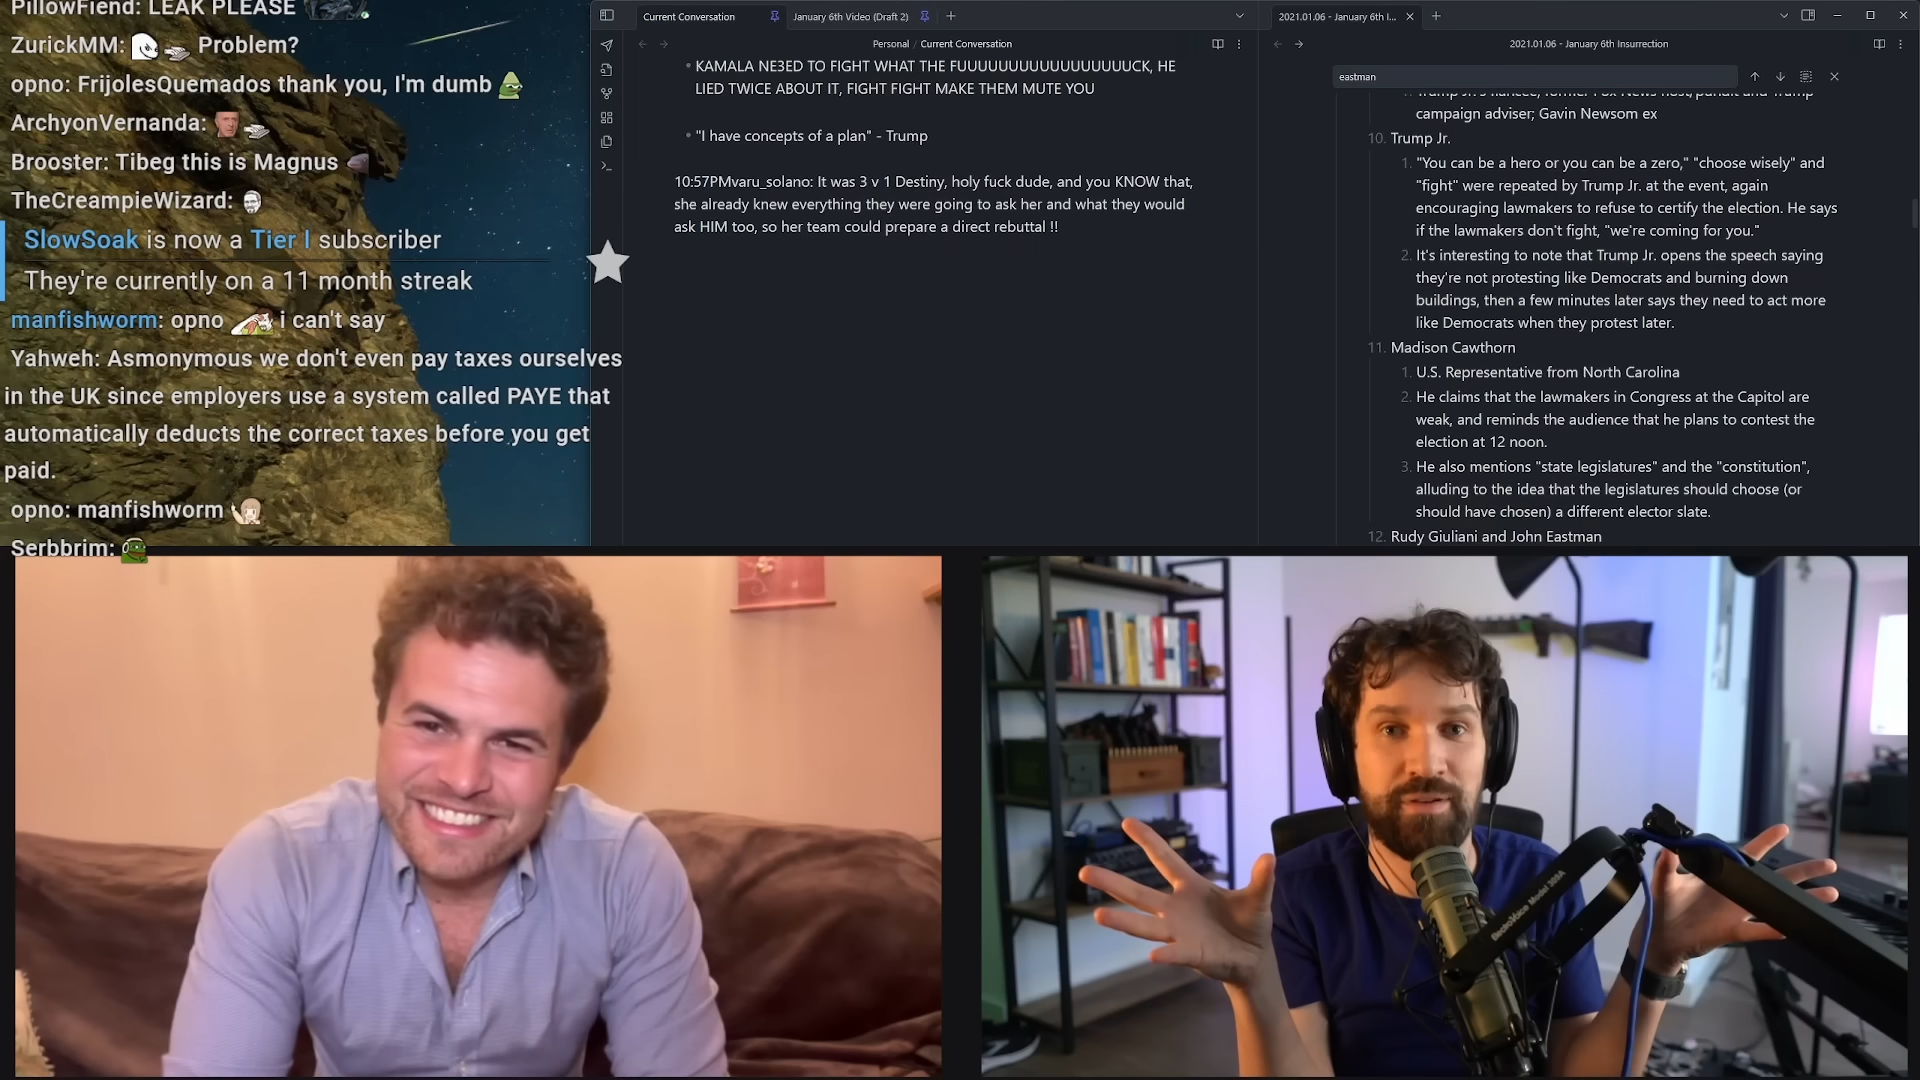 PillowFiend: LEAK PLEASE
ZurickMM: Problem?
opno: FrijolesQuemados thank you, I'm dumb
ArchyonVernanda:
Brooster: Tibeg this is Magnus
TheCreampieWizard:
SlowSoak is now a Tier I subscriber
They're currently on a 11 month streak
manfishworm: opno i can't say
Yahweh: Asmonymous we don't even pay taxes ourselves
in the UK since employers use a system called PAYE that
automatically deducts the correct taxes before you get
paid.
opno: manfishworm
Serbbrim:
Current Conversation
January 6th Video (Draft 2)
Personal / Current Conversation
KAMALA NE3ED TO FIGHT WHAT THE FUUUUUUUUUUUUUUUUUCK, HE
LIED TWICE ABOUT IT, FIGHT FIGHT MAKE THEM MUTE YOU
"I have concepts of a plan" - Trump
10:57PMvaru_solano: It was 3 v 1 Destiny, holy fuck dude, and you KNOW that,
she already knew everything they were going to ask her and what they would
ask HIM too, so her team could prepare a direct rebuttal !!
2021.01.06 - January 6th I...
2021.01.06 - January 6th Insurrection
eastman
1. Trump Jr.'s fiancée, former Fox News host/pundit and Trump
campaign adviser; Gavin Newsom ex
10. Trump Jr.
1. "You can be a hero or you can be a zero," "choose wisely" and
"fight" were repeated by Trump Jr. at the event, again
encouraging lawmakers to refuse to certify the election. He says
if the lawmakers don't fight, "we're coming for you."
2. It's interesting to note that Trump Jr. opens the speech saying
they're not protesting like Democrats and burning down
buildings, then a few minutes later says they need to act more
like Democrats when they protest later.
11. Madison Cawthorn
1. U.S. Representative from North Carolina
2. He claims that the lawmakers in Congress at the Capitol are
weak, and reminds the audience that he plans to contest the
election at 12 noon.
3. He also mentions "state legislatures" and the "constitution",
alluding to the idea that the legislatures should choose (or
should have chosen) a different elector slate.
12. Rudy Giuliani and John Eastman